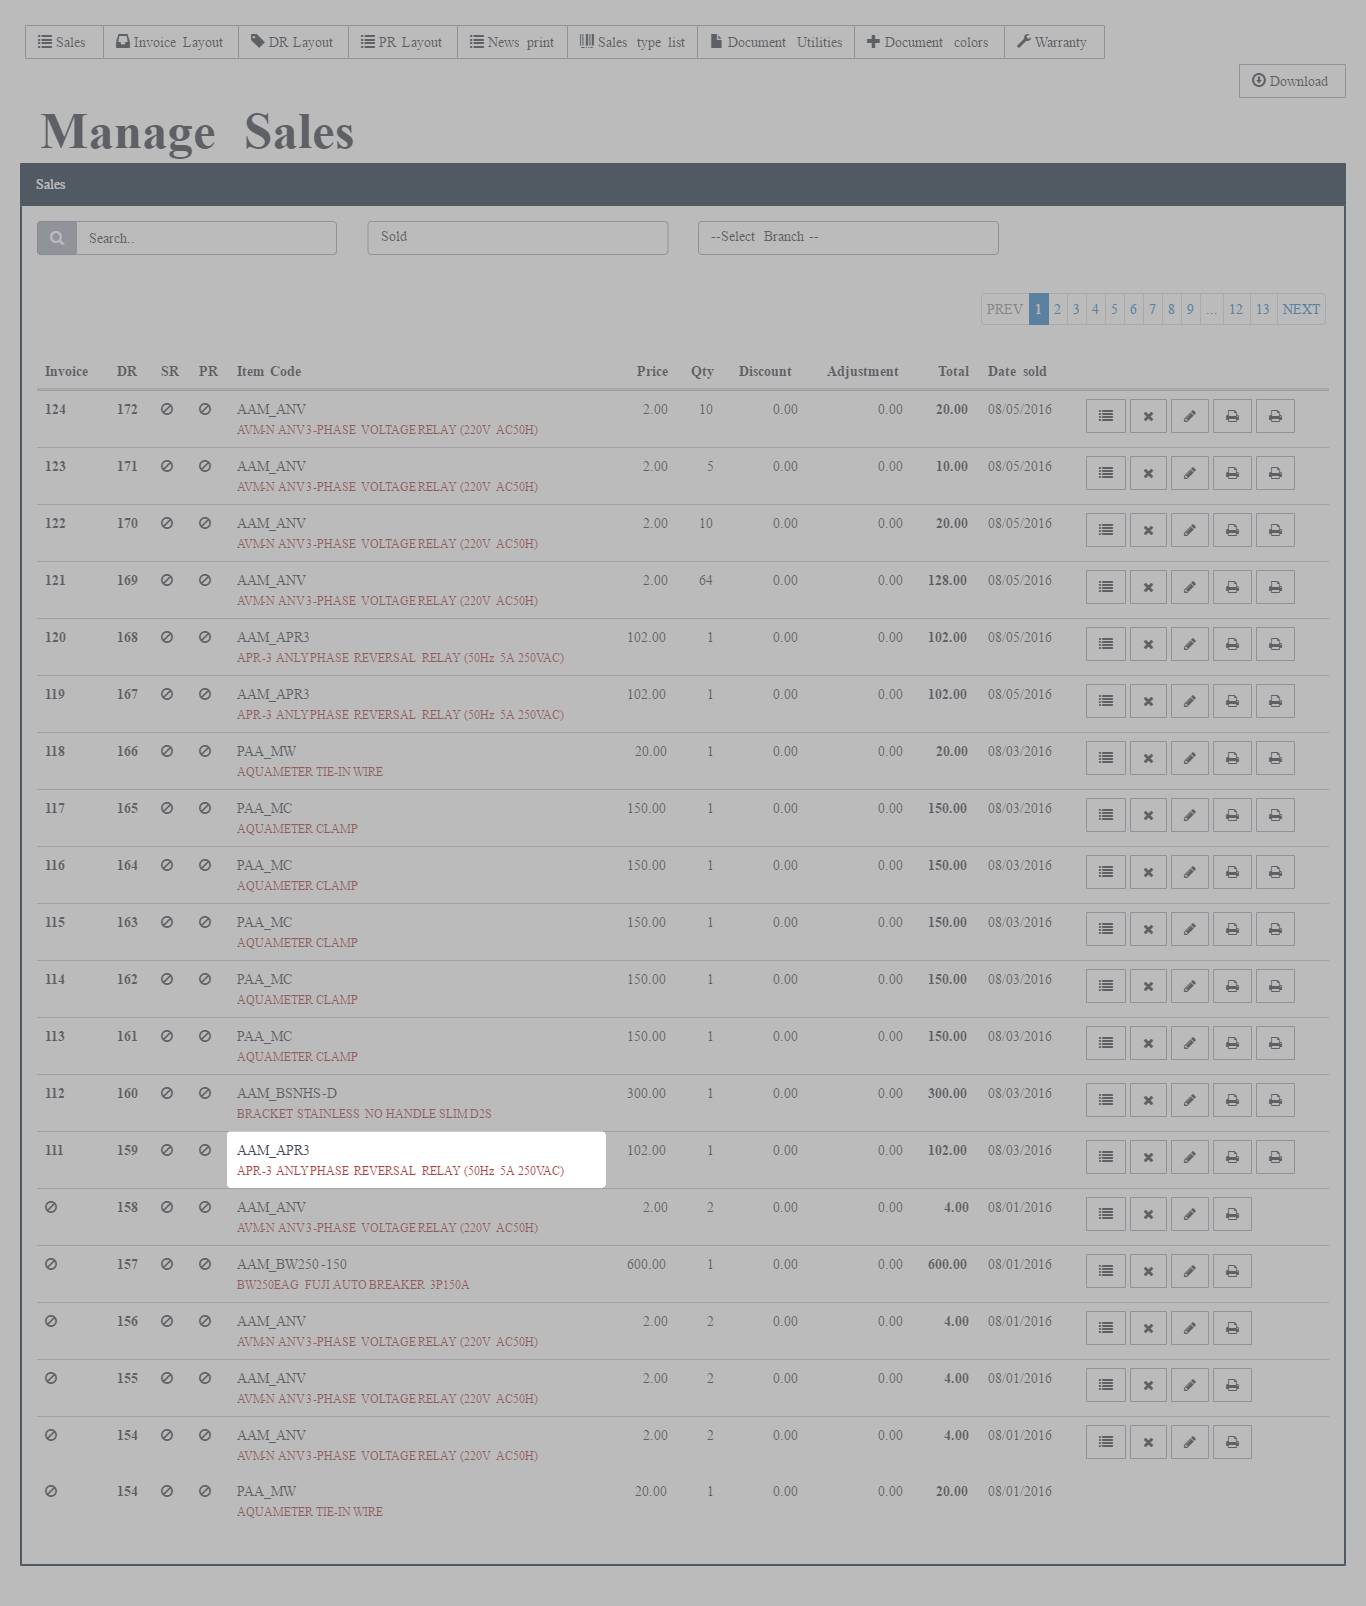 Sales Invoice Layout DR Layout PR Layout News print Sales type list Document Utilities Document colors Warranty
Download
Manage Sales
Sales
Search.. Sold --Select Branch --
PREV 1 2 3 4 5 6 7 8 9 ... 12 13 NEXT
Invoice DR SR PR Item Code Price Qty Discount Adjustment Total Date sold
124 172 AAM_ANV 2.00 10 0.00 0.00 20.00 08/05/2016
AVM-N ANV 3-PHASE VOLTAGE RELAY (220V AC50H)
123 171 AAM_ANV 2.00 5 0.00 0.00 10.00 08/05/2016
AVM-N ANV 3-PHASE VOLTAGE RELAY (220V AC50H)
122 170 AAM_ANV 2.00 10 0.00 0.00 20.00 08/05/2016
AVM-N ANV 3-PHASE VOLTAGE RELAY (220V AC50H)
121 169 AAM_ANV 2.00 64 0.00 0.00 128.00 08/05/2016
AVM-N ANV 3-PHASE VOLTAGE RELAY (220V AC50H)
120 168 AAM_APR3 102.00 1 0.00 0.00 102.00 08/05/2016
APR-3 ANLY PHASE REVERSAL RELAY (50Hz 5A 250VAC)
119 167 AAM_APR3 102.00 1 0.00 0.00 102.00 08/05/2016
APR-3 ANLY PHASE REVERSAL RELAY (50Hz 5A 250VAC)
118 166 PAA_MW 20.00 1 0.00 0.00 20.00 08/03/2016
AQUAMETER TIE-IN WIRE
117 165 PAA_MC 150.00 1 0.00 0.00 150.00 08/03/2016
AQUAMETER CLAMP
116 164 PAA_MC 150.00 1 0.00 0.00 150.00 08/03/2016
AQUAMETER CLAMP
115 163 PAA_MC 150.00 1 0.00 0.00 150.00 08/03/2016
AQUAMETER CLAMP
114 162 PAA_MC 150.00 1 0.00 0.00 150.00 08/03/2016
AQUAMETER CLAMP
113 161 PAA_MC 150.00 1 0.00 0.00 150.00 08/03/2016
AQUAMETER CLAMP
112 160 AAM_BSNHS-D 300.00 1 0.00 0.00 300.00 08/03/2016
BRACKET STAINLESS NO HANDLE SLIM D2S
111 159 AAM_APR3 102.00 1 0.00 0.00 102.00 08/03/2016
APR-3 ANLY PHASE REVERSAL RELAY (50Hz 5A 250VAC)
158 AAM_ANV 2.00 2 0.00 0.00 4.00 08/01/2016
AVM-N ANV 3-PHASE VOLTAGE RELAY (220V AC50H)
157 AAM_BW250-150 600.00 1 0.00 0.00 600.00 08/01/2016
BW250EAG FUJI AUTO BREAKER 3P150A
156 AAM_ANV 2.00 2 0.00 0.00 4.00 08/01/2016
AVM-N ANV 3-PHASE VOLTAGE RELAY (220V AC50H)
155 AAM_ANV 2.00 2 0.00 0.00 4.00 08/01/2016
AVM-N ANV 3-PHASE VOLTAGE RELAY (220V AC50H)
154 AAM_ANV 2.00 2 0.00 0.00 4.00 08/01/2016
AVM-N ANV 3-PHASE VOLTAGE RELAY (220V AC50H)
154 PAA_MW 20.00 1 0.00 0.00 20.00 08/01/2016
AQUAMETER TIE-IN WIRE